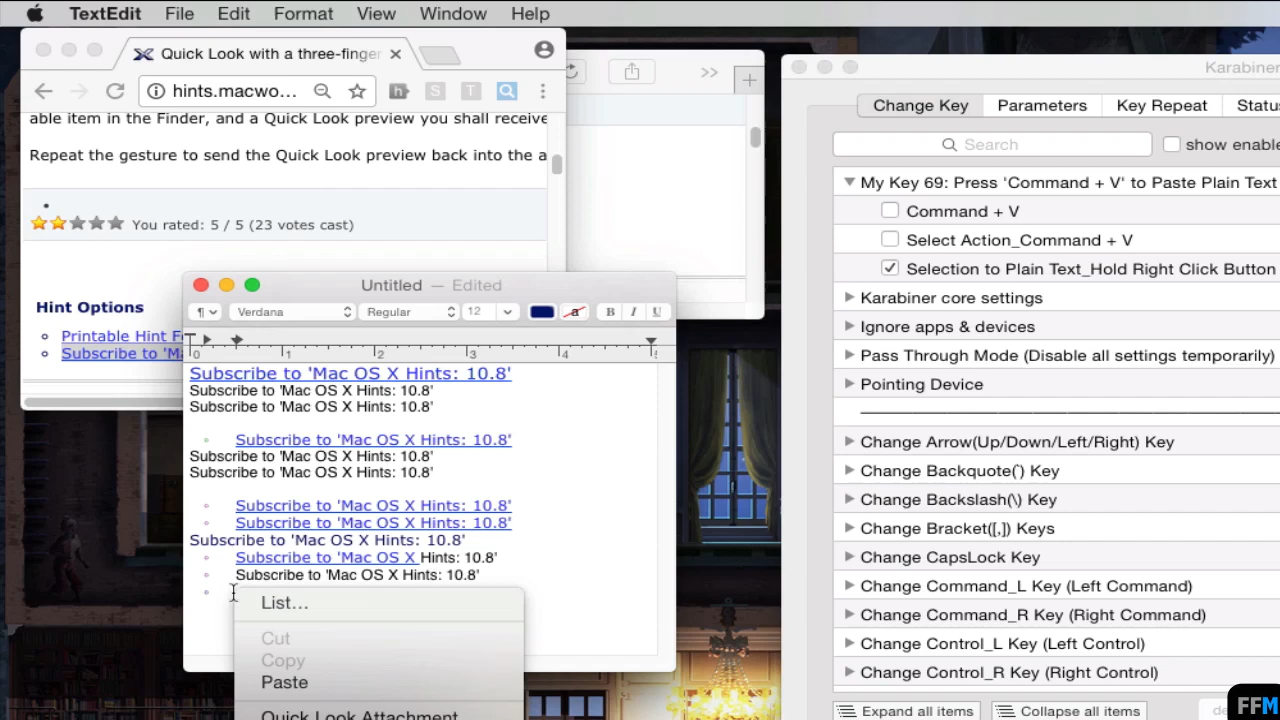 TextEdit File Edit Format View Window Help
Quick Look with a three-finger
hints.macwo...
able item in the Finder, and a Quick Look preview you shall receive
Repeat the gesture to send the Quick Look preview back into the a
You rated: 5 / 5 (23 votes cast)
Hint Options
Printable Hint F
Subscribe to 'Ma
Untitled — Edited
Verdana Regular 12 a B I U
0 1 2 3 4
Subscribe to 'Mac OS X Hints: 10.8'
Subscribe to 'Mac OS X Hints: 10.8'
Subscribe to 'Mac OS X Hints: 10.8'
Subscribe to 'Mac OS X Hints: 10.8'
Subscribe to 'Mac OS X Hints: 10.8'
Subscribe to 'Mac OS X Hints: 10.8'
Subscribe to 'Mac OS X Hints: 10.8'
Subscribe to 'Mac OS X Hints: 10.8'
Subscribe to 'Mac OS X Hints: 10.8'
Subscribe to 'Mac OS X Hints: 10.8'
Subscribe to 'Mac OS X Hints: 10.8'
List...
Cut
Copy
Paste
Quick Look Attachment
Karabiner
Change Key Parameters Key Repeat Statu
Search show enable
My Key 69: Press 'Command + V' to Paste Plain Text
Command + V
Select Action_Command + V
Selection to Plain Text_Hold Right Click Button
Karabiner core settings
Ignore apps & devices
Pass Through Mode (Disable all settings temporarily)
Pointing Device
Change Arrow(Up/Down/Left/Right) Key
Change Backquote(`) Key
Change Backslash(\) Key
Change Bracket([,]) Keys
Change CapsLock Key
Change Command_L Key (Left Command)
Change Command_R Key (Right Command)
Change Control_L Key (Left Control)
Change Control_R Key (Right Control)
Expand all items Collapse all items
FFM